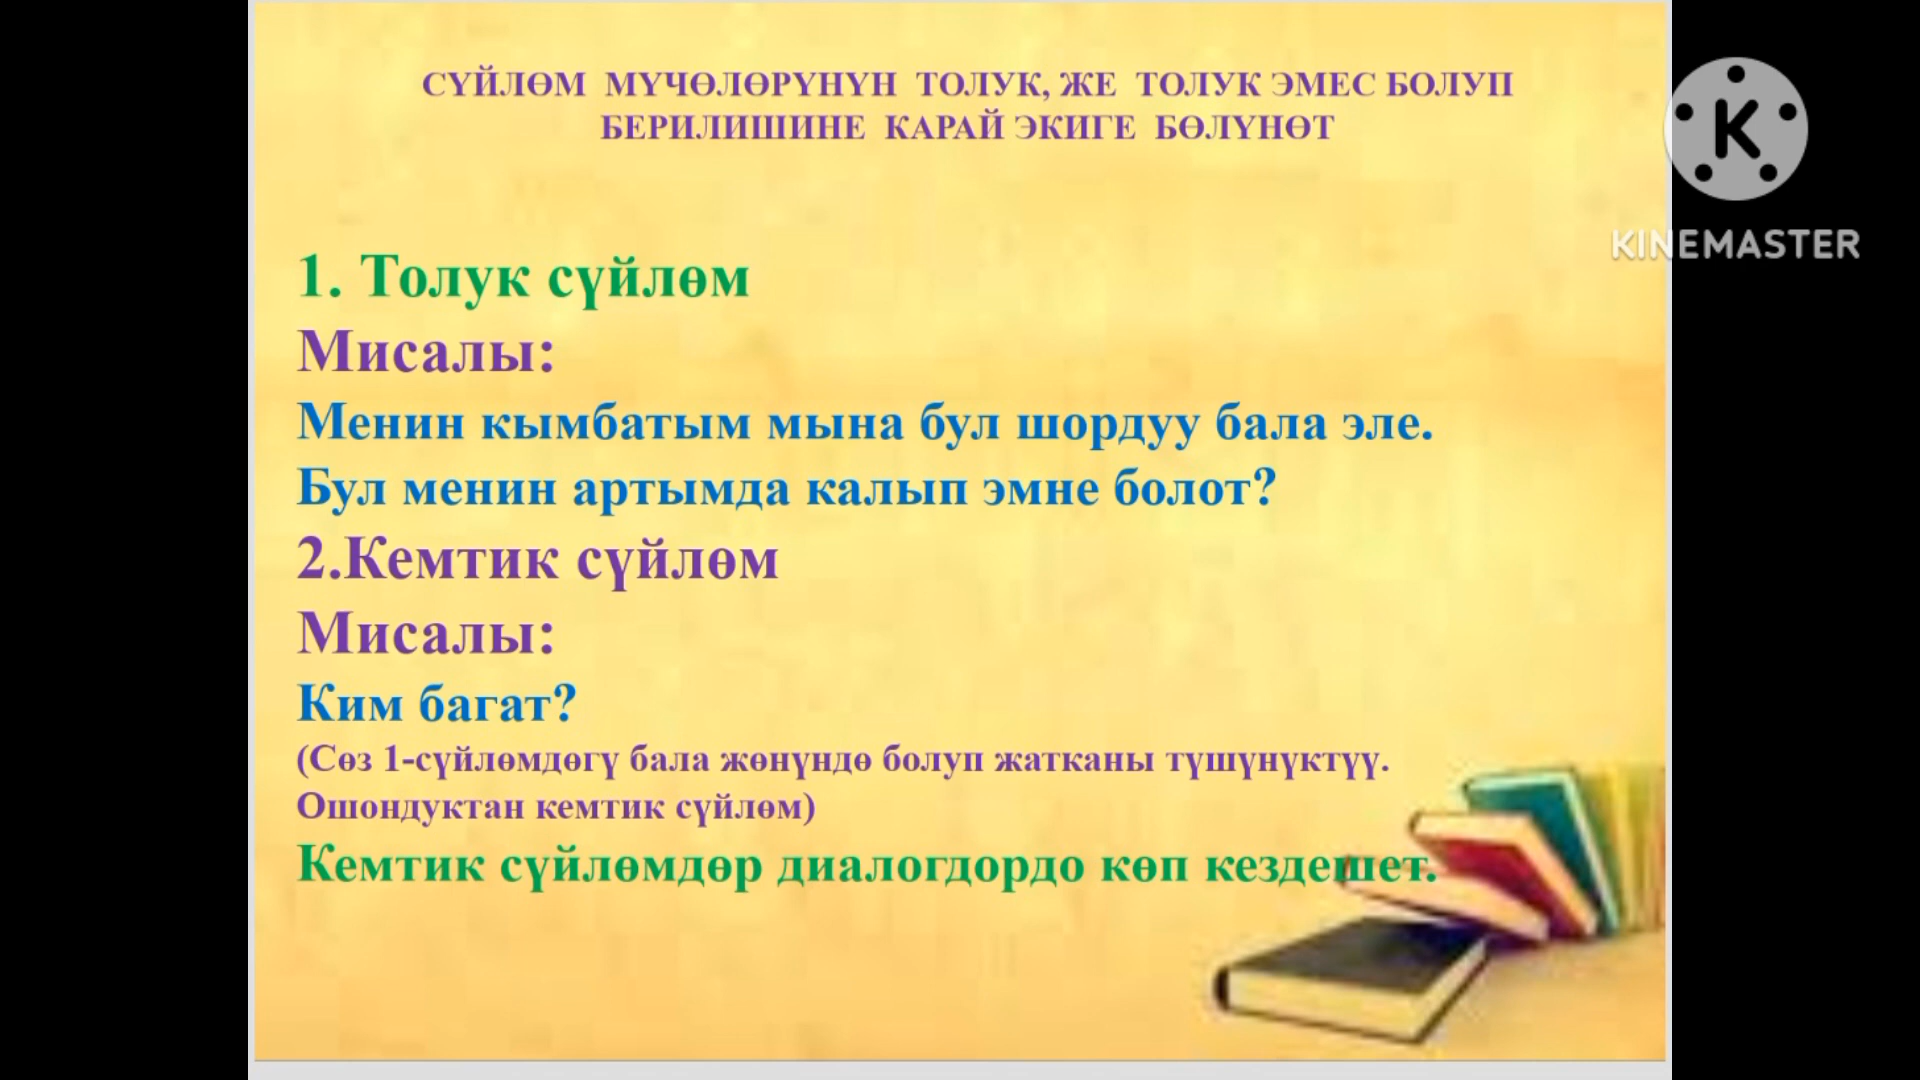 СҮЙЛӨМ МҮЧӨЛӨРҮНҮН ТОЛУК, ЖЕ ТОЛУК ЭМЕС БОЛУП
БЕРИЛИШИНЕ КАРАЙ ЭКИГЕ БӨЛҮНӨТ
K
KINEMASTER
1. Толук сүйлөм
Мисалы:
Менин кымбатым мына бул шордуу бала эле.
Бул менин артымда калып эмне болот?
2.Кемтик сүйлөм
Мисалы:
Ким багат?
(Сөз 1-сүйлөмдөгү бала жөнүндө болуп жатканы түшүнүктүү.
Ошондуктан кемтик сүйлөм)
Кемтик сүйлөмдөр диалогдордо көп кездешет.